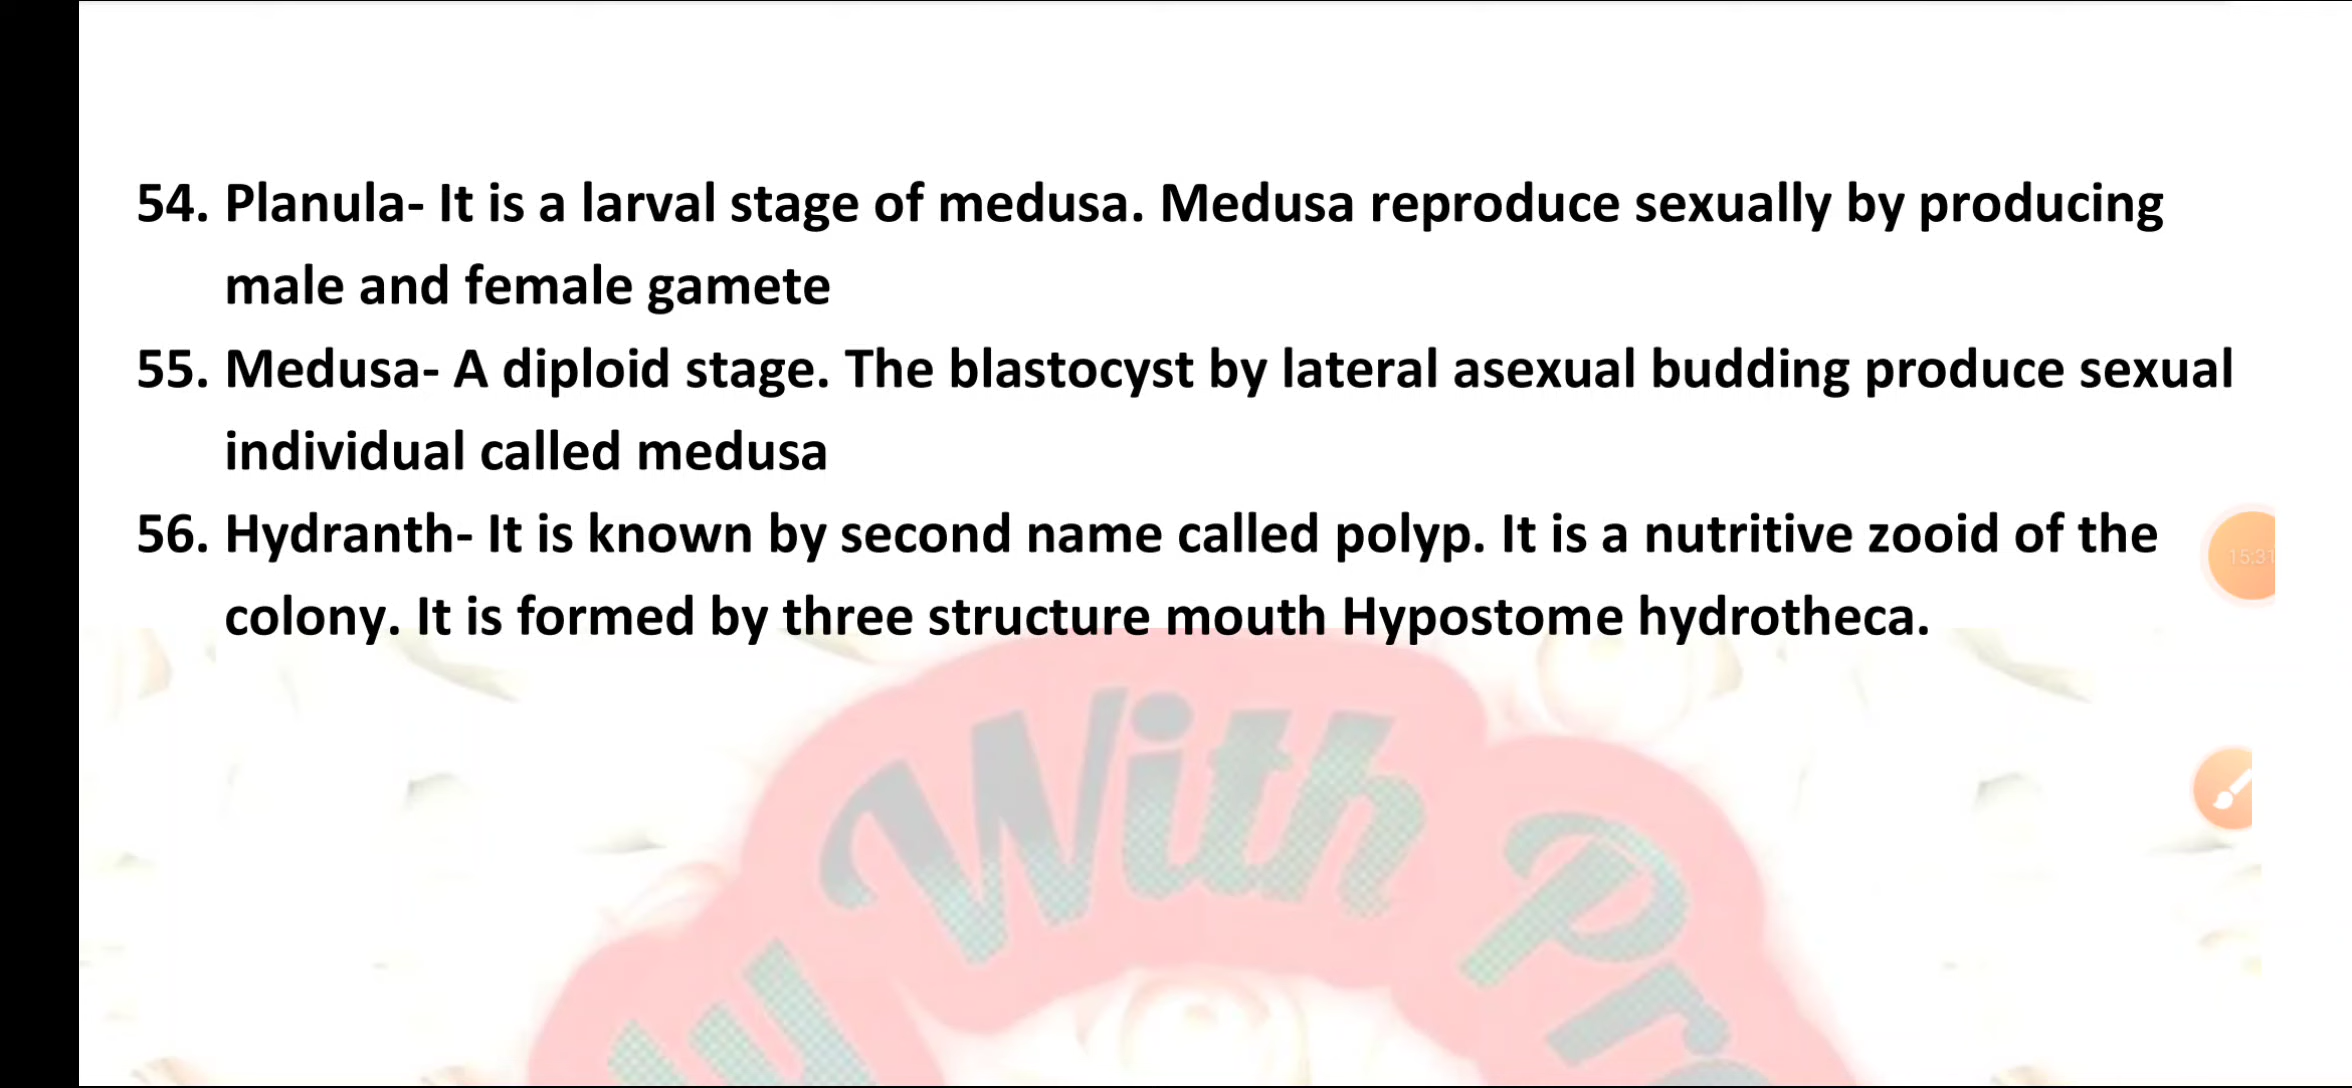 54. Planula- It is a larval stage of medusa. Medusa reproduce sexually by producing
male and female gamete
55. Medusa- A diploid stage. The blastocyst by lateral asexual budding produce sexual
individual called medusa
56. Hydranth- It is known by second name called polyp. It is a nutritive zooid of the
colony. It is formed by three structure mouth Hypostome hydrotheca.
15:31
With